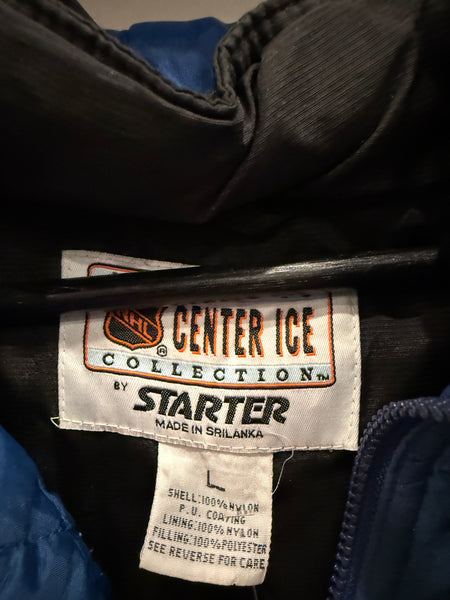 NHL
CENTER ICE
®
COLLECTION™
BY STARTER
MADE IN SRILANKA
L
SHELL:100%NYLON
P.U. COATING
LINING:100%NYLON
FILLING:100%POLYESTER
SEE REVERSE FOR CARE